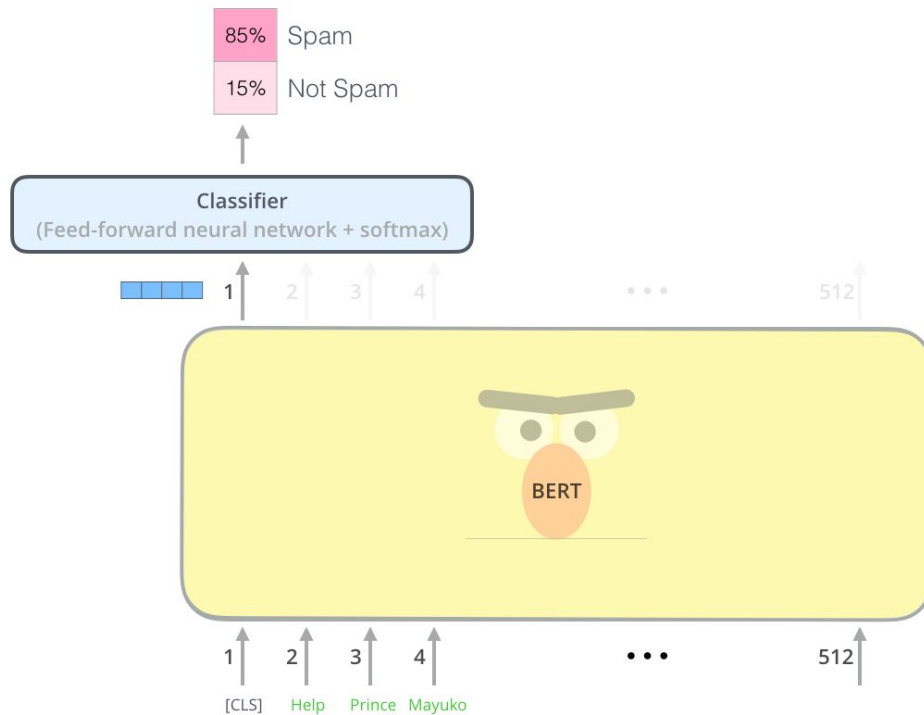 85% Spam
15% Not Spam
Classifier
(Feed-forward neural network + softmax)
1 2 3 4 ••• 512
BERT
1 2 3 4 ••• 512
[CLS] Help Prince Mayuko